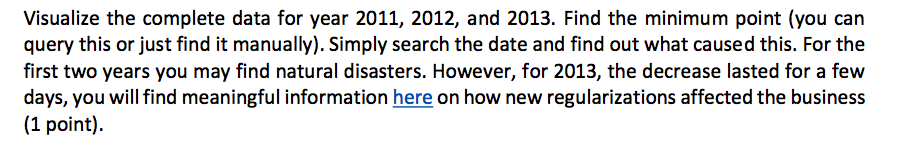 Visualize the complete data for year 2011, 2012, and 2013. Find the minimum point (you can
query this or just find it manually). Simply search the date and find out what caused this. For the
first two years you may find natural disasters. However, for 2013, the decrease lasted for a few
days, you will find meaningful information here on how new regularizations affected the business
(1 point).